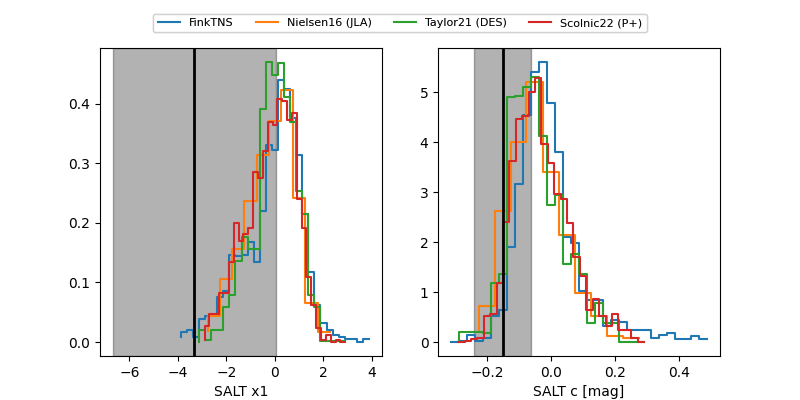 FinkTNS Nielsen16 (JLA) Taylor21 (DES) Scolnic22 (P+)
0.4
0.3
0.2
0.1
0.0
−6 −4 −2 0 2 4
SALT x1
5
4
3
2
1
0
−0.2 0.0 0.2 0.4
SALT c [mag]